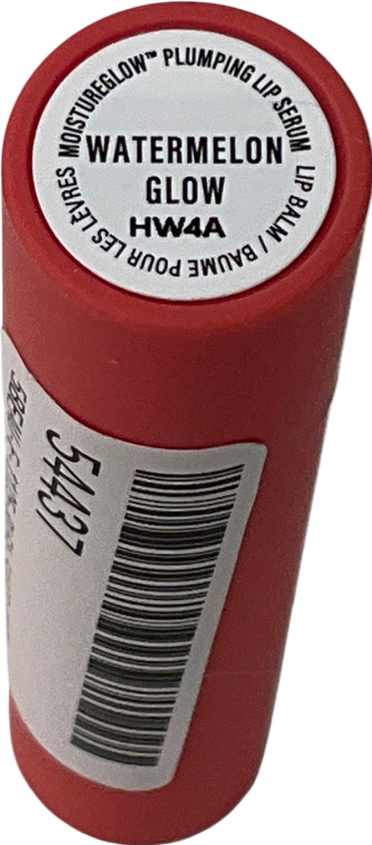 MOISTUREGLOW™ PLUMPING LIP SERUM
WATERMELON
GLOW
HW4A
LIP BALM / BAUME POUR LES LÈVRES
54437